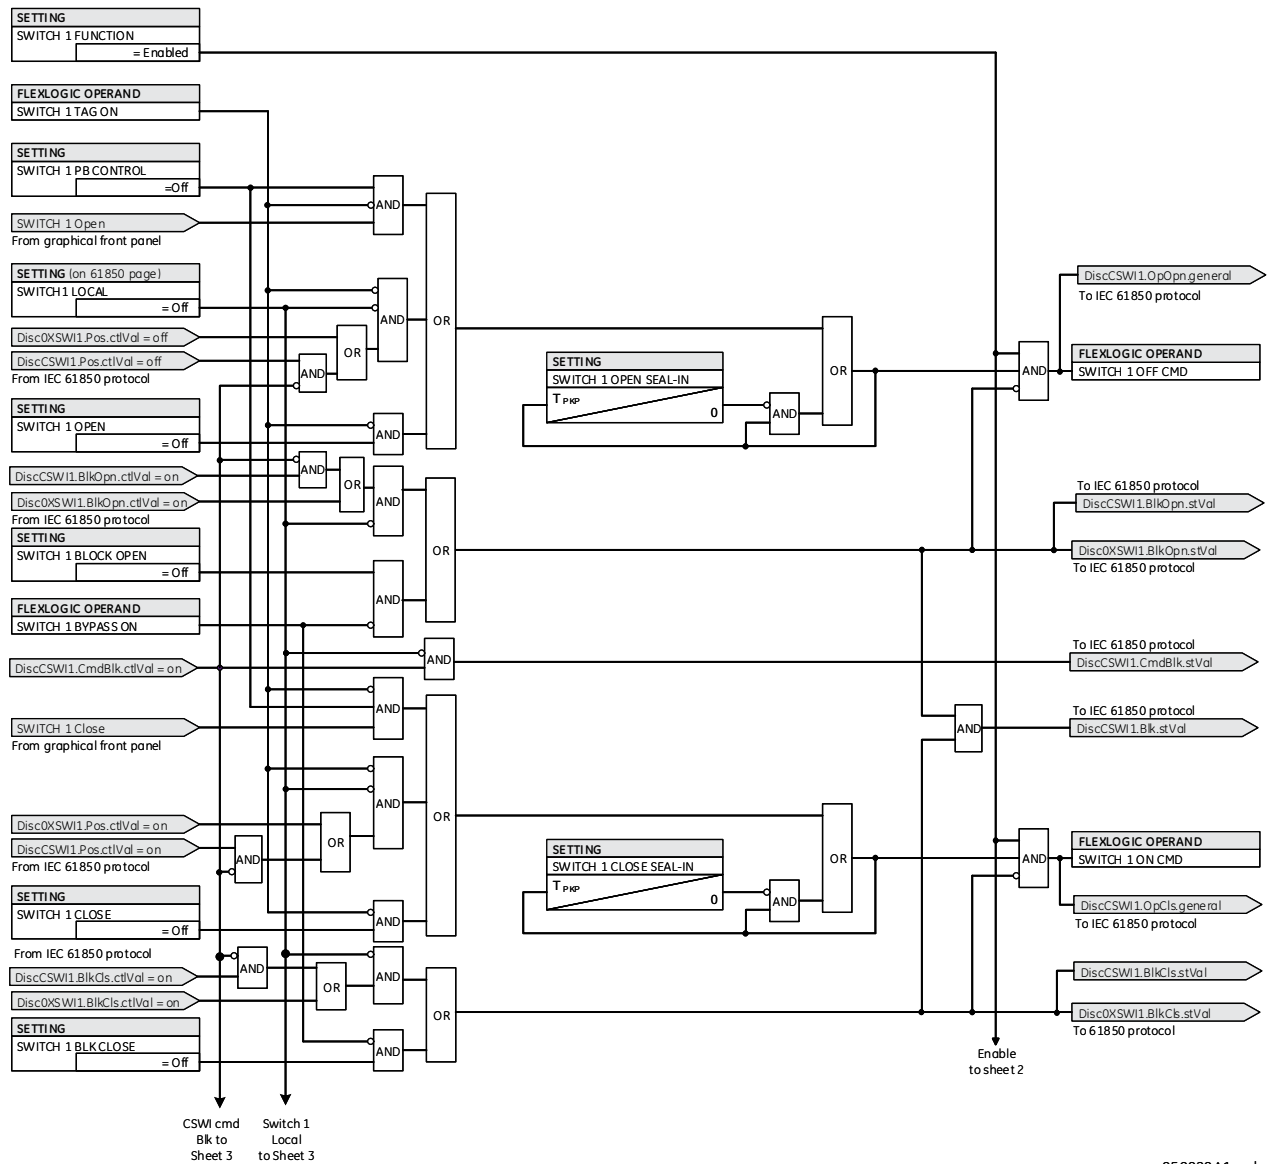 SETTING
SWITCH 1 FUNCTION
= Enabled
FLEXLOGIC OPERAND
SWITCH 1 TAG ON
SETTING
SWITCH 1 PB CONTROL
=Off
AND
SWITCH 1 Open
From graphical front panel
SETTING (on 61850 page)
SWITCH1 LOCAL
= Off
AND
OR
Disc0XSWI1.Pos.ctlVal = off
OR
DiscCSWI1.Pos.ctlVal = off
AND
From IEC 61850 protocol
SETTING
SWITCH 1 OPEN
= Off
AND
SETTING
SWITCH 1 OPEN SEAL-IN
T PKP
0
AND
OR
AND
DiscCSWI1.OpOpn.general
To IEC 61850 protocol
FLEXLOGIC OPERAND
SWITCH 1 OFF CMD
DiscCSWI1.BlkOpn.ctlVal = on
AND
OR
AND
Disc0XSWI1.BlkOpn.ctlVal = on
From IEC 61850 protocol
SETTING
SWITCH 1 BLOCK OPEN
= Off
OR
To IEC 61850 protocol
DiscCSWI1.BlkOpn.stVal
Disc0XSWI1.BlkOpn.stVal
To IEC 61850 protocol
AND
FLEXLOGIC OPERAND
SWITCH 1 BYPASS ON
DiscCSWI1.CmdBlk.ctlVal = on
AND
To IEC 61850 protocol
DiscCSWI1.CmdBlk.stVal
AND
SWITCH 1 Close
From graphical front panel
AND
To IEC 61850 protocol
DiscCSWI1.Blk.stVal
AND
OR
Disc0XSWI1.Pos.ctlVal = on
OR
DiscCSWI1.Pos.ctlVal = on
AND
From IEC 61850 protocol
SETTING
SWITCH 1 CLOSE
= Off
AND
SETTING
SWITCH 1 CLOSE SEAL-IN
T PKP
0
AND
OR
AND
FLEXLOGIC OPERAND
SWITCH 1 ON CMD
DiscCSWI1.OpCls.general
To IEC 61850 protocol
From IEC 61850 protocol
DiscCSWI1.BlkCls.ctlVal = on
AND
OR
AND
Disc0XSWI1.BlkCls.ctlVal = on
OR
DiscCSWI1.BlkCls.stVal
Disc0XSWI1.BlkCls.stVal
To 61850 protocol
SETTING
SWITCH 1 BLK CLOSE
= Off
AND
Enable
to sheet 2
CSWI cmd
Blk to
Sheet 3
Switch 1
Local
to Sheet 3